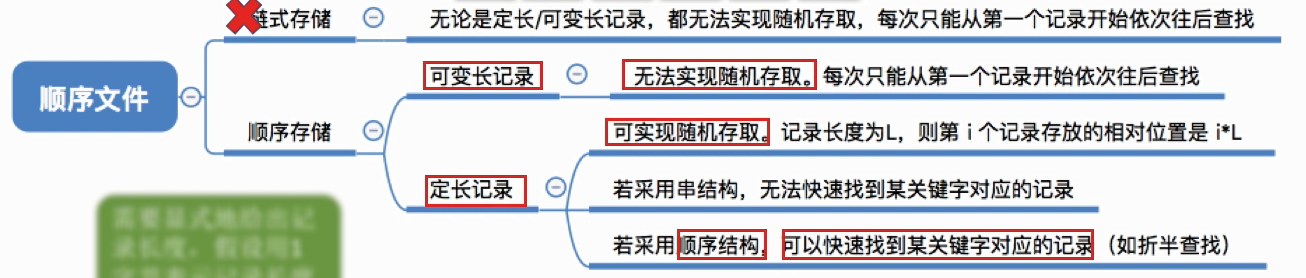 链式存储
无论是定长/可变长记录，都无法实现随机存取，每次只能从第一个记录开始依次往后查找
可变长记录
无法实现随机存取。每次只能从第一个记录开始依次往后查找
顺序文件
顺序存储
可实现随机存取。记录长度为L，则第 i 个记录存放的相对位置是 i*L
定长记录
若采用串结构，无法快速找到某关键字对应的记录
若采用顺序结构，可以快速找到某关键字对应的记录（如折半查找）
需要显式地给出记
录长度，假设用1